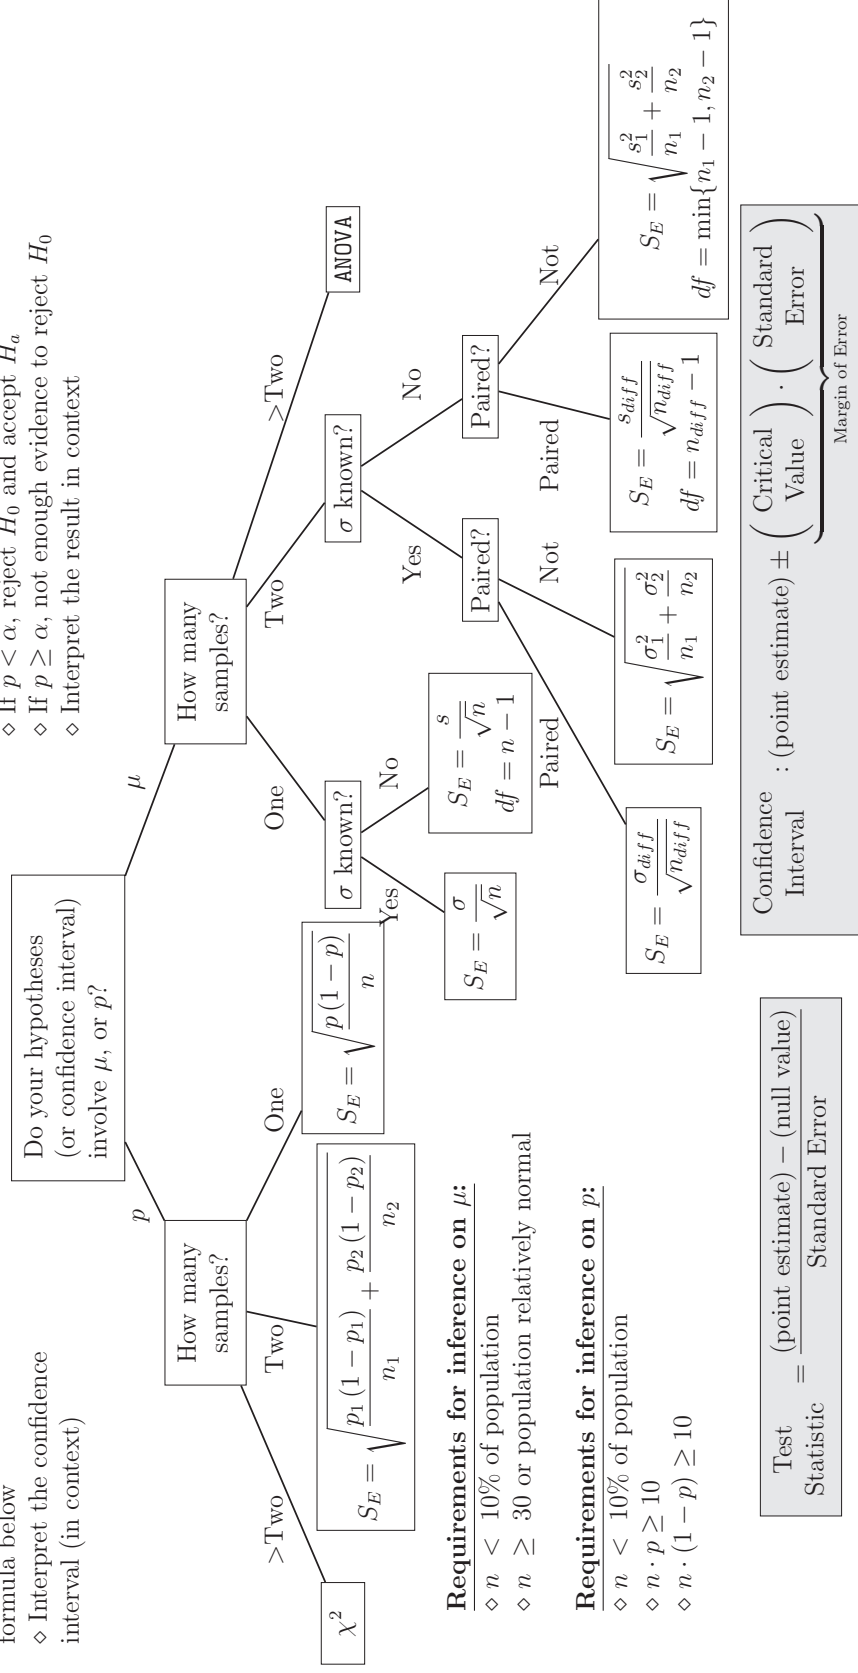 formula below
⋄ Interpret the confidence
interval (in context)
⋄ If p < α, reject H₀ and accept Hₐ
⋄ If p ≥ α, not enough evidence to reject H₀
⋄ Interpret the result in context
Do your hypotheses
(or confidence interval)
involve μ, or p?
p
μ
How many
samples?
How many
samples?
>Two
Two
One
One
Two
>Two
χ²
S_E = √(p₁(1 − p₁)/n₁ + p₂(1 − p₂)/n₂)
S_E = √(p(1 − p)/n)
σ known?
σ known?
ANOVA
Yes
No
Yes
No
S_E = σ/√n
S_E = s/√n
df = n − 1
Paired?
Paired?
Paired
Not
Paired
Not
S_E = σ_diff/√n_diff
S_E = √(σ₁²/n₁ + σ₂²/n₂)
S_E = s_diff/√n_diff
df = n_diff − 1
S_E = √(s₁²/n₁ + s₂²/n₂)
df = min{n₁ − 1, n₂ − 1}
Requirements for inference on μ:
⋄ n < 10% of population
⋄ n ≥ 30 or population relatively normal
Requirements for inference on p:
⋄ n < 10% of population
⋄ n · p ≥ 10
⋄ n · (1 − p) ≥ 10
Test Statistic = ((point estimate) − (null value))/Standard Error
Confidence Interval : (point estimate) ± (Critical Value) · (Standard Error)
Margin of Error